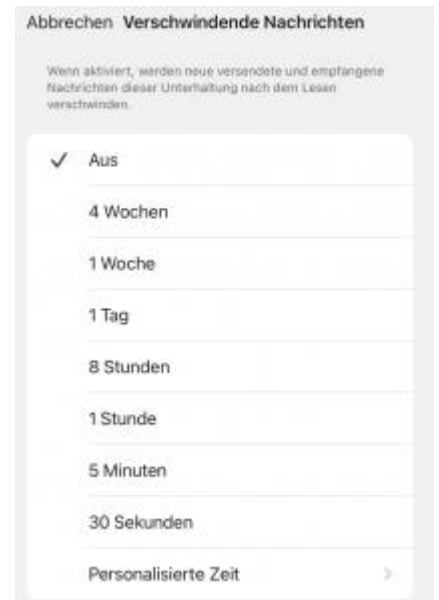 Abbrechen Verschwindende Nachrichten
Wenn aktiviert, werden neue versendete und empfangene
Nachrichten dieser Unterhaltung nach dem Lesen
verschwinden.
Aus
4 Wochen
1 Woche
1 Tag
8 Stunden
1 Stunde
5 Minuten
30 Sekunden
Personalisierte Zeit